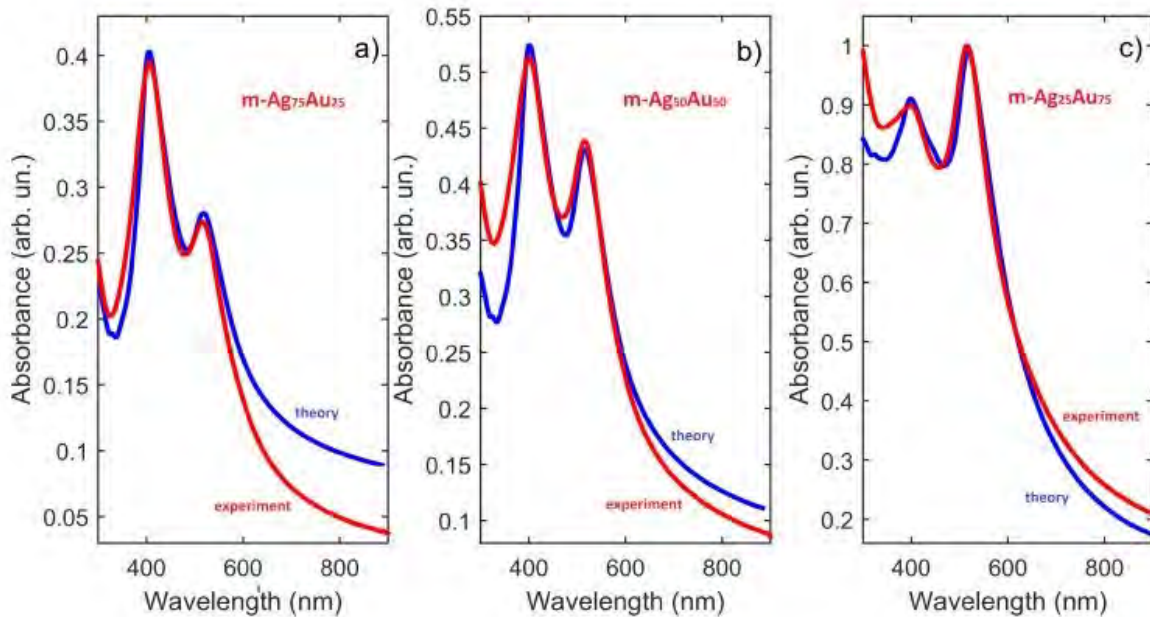 a)
m-Ag75Au25
0.4
0.35
0.3
0.25
0.2
0.15
0.1
0.05
Absorbance (arb. un.)
theory
experiment
400
600
800
Wavelength (nm)
b)
m-Ag50Au50
0.55
0.5
0.45
0.4
0.35
0.3
0.25
0.2
0.15
0.1
Absorbance (arb. un.)
theory
experiment
400
600
800
Wavelength (nm)
c)
m-Ag25Au75
1
0.9
0.8
0.7
0.6
0.5
0.4
0.3
0.2
Absorbance (arb. un.)
experiment
theory
400
600
800
Wavelength (nm)